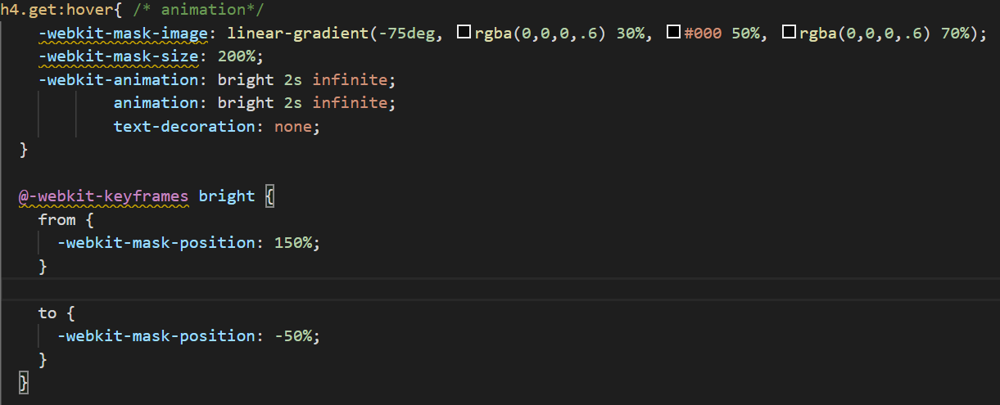 h4.get:hover{ /* animation*/
-webkit-mask-image: linear-gradient(-75deg, rgba(0,0,0,.6) 30%, #000 50%, rgba(0,0,0,.6) 70%);
-webkit-mask-size: 200%;
-webkit-animation: bright 2s infinite;
animation: bright 2s infinite;
text-decoration: none;
}
@-webkit-keyframes bright {
from {
-webkit-mask-position: 150%;
}
to {
-webkit-mask-position: -50%;
}
}